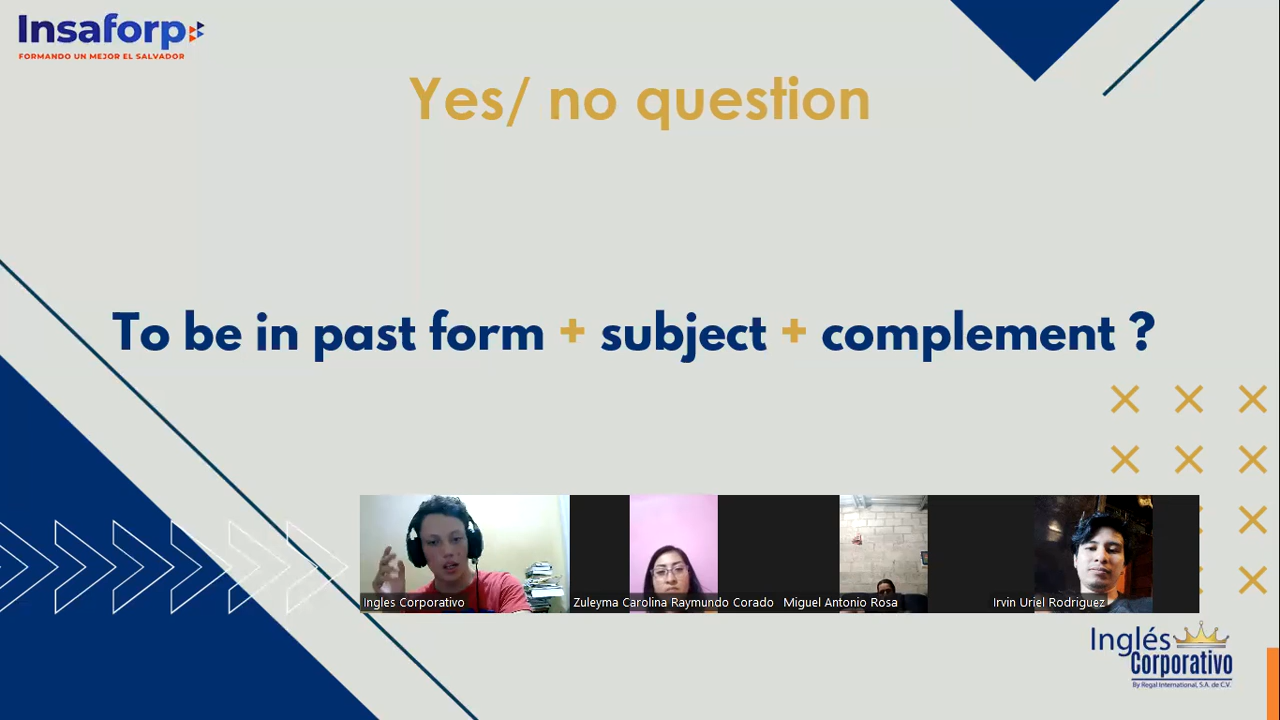 Insaforp
FORMANDO UN MEJOR EL SALVADOR
Yes/ no question
To be in past form + subject + complement ?
Ingles Corporativo
Zuleyma Carolina Raymundo Corado
Miguel Antonio Rosa
Irvin Uriel Rodriguez
Inglés
Corporativo
By Regal International, S.A. de C.V.